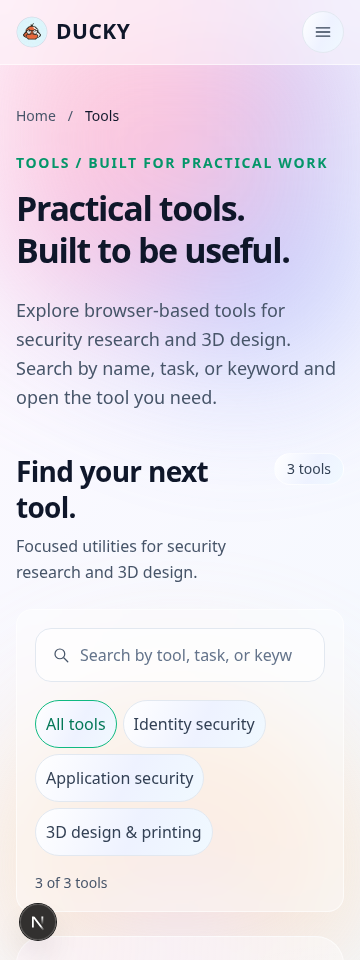 DUCKY
Home / Tools
TOOLS / BUILT FOR PRACTICAL WORK
Practical tools.
Built to be useful.
Explore browser-based tools for
security research and 3D design.
Search by name, task, or keyword and
open the tool you need.
Find your next
tool.
3 tools
Focused utilities for security
research and 3D design.
Search by tool, task, or keyw
All tools
Identity security
Application security
3D design & printing
3 of 3 tools
N